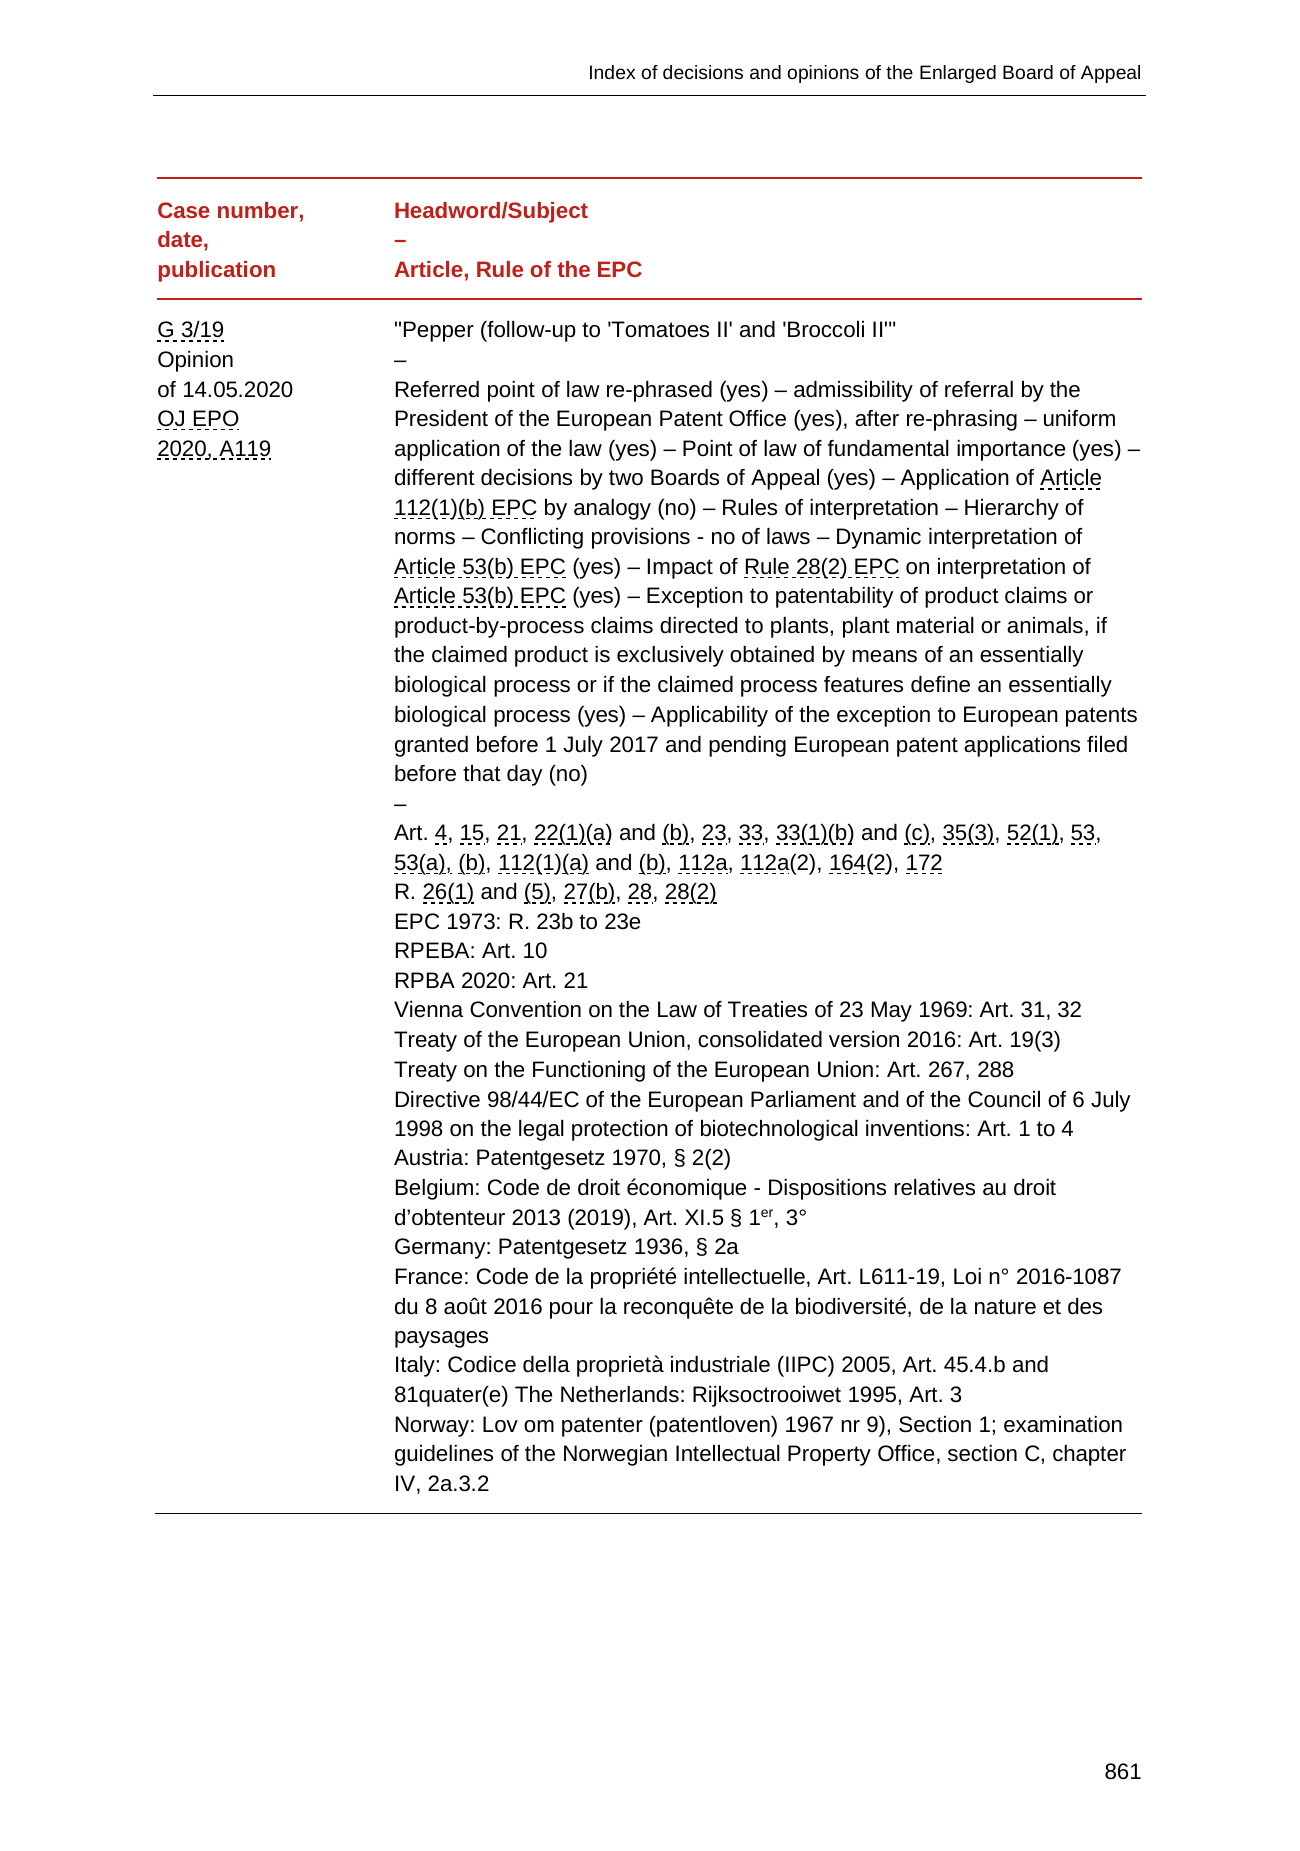 Index of decisions and opinions of the Enlarged Board of Appeal
Case number,
date,
publication
Headword/Subject
–
Article, Rule of the EPC
G 3/19
Opinion
of 14.05.2020
OJ EPO
2020, A119
"Pepper (follow-up to 'Tomatoes II' and 'Broccoli II'"
–
Referred point of law re-phrased (yes) – admissibility of referral by the
President of the European Patent Office (yes), after re-phrasing – uniform
application of the law (yes) – Point of law of fundamental importance (yes) –
different decisions by two Boards of Appeal (yes) – Application of Article
112(1)(b) EPC by analogy (no) – Rules of interpretation – Hierarchy of
norms – Conflicting provisions - no of laws – Dynamic interpretation of
Article 53(b) EPC (yes) – Impact of Rule 28(2) EPC on interpretation of
Article 53(b) EPC (yes) – Exception to patentability of product claims or
product-by-process claims directed to plants, plant material or animals, if
the claimed product is exclusively obtained by means of an essentially
biological process or if the claimed process features define an essentially
biological process (yes) – Applicability of the exception to European patents
granted before 1 July 2017 and pending European patent applications filed
before that day (no)
–
Art. 4, 15, 21, 22(1)(a) and (b), 23, 33, 33(1)(b) and (c), 35(3), 52(1), 53,
53(a), (b), 112(1)(a) and (b), 112a, 112a(2), 164(2), 172
R. 26(1) and (5), 27(b), 28, 28(2)
EPC 1973: R. 23b to 23e
RPEBA: Art. 10
RPBA 2020: Art. 21
Vienna Convention on the Law of Treaties of 23 May 1969: Art. 31, 32
Treaty of the European Union, consolidated version 2016: Art. 19(3)
Treaty on the Functioning of the European Union: Art. 267, 288
Directive 98/44/EC of the European Parliament and of the Council of 6 July
1998 on the legal protection of biotechnological inventions: Art. 1 to 4
Austria: Patentgesetz 1970, § 2(2)
Belgium: Code de droit économique - Dispositions relatives au droit
d’obtenteur 2013 (2019), Art. XI.5 § 1er, 3°
Germany: Patentgesetz 1936, § 2a
France: Code de la propriété intellectuelle, Art. L611-19, Loi n° 2016-1087
du 8 août 2016 pour la reconquête de la biodiversité, de la nature et des
paysages
Italy: Codice della proprietà industriale (IIPC) 2005, Art. 45.4.b and
81quater(e) The Netherlands: Rijksoctrooiwet 1995, Art. 3
Norway: Lov om patenter (patentloven) 1967 nr 9), Section 1; examination
guidelines of the Norwegian Intellectual Property Office, section C, chapter
IV, 2a.3.2
861